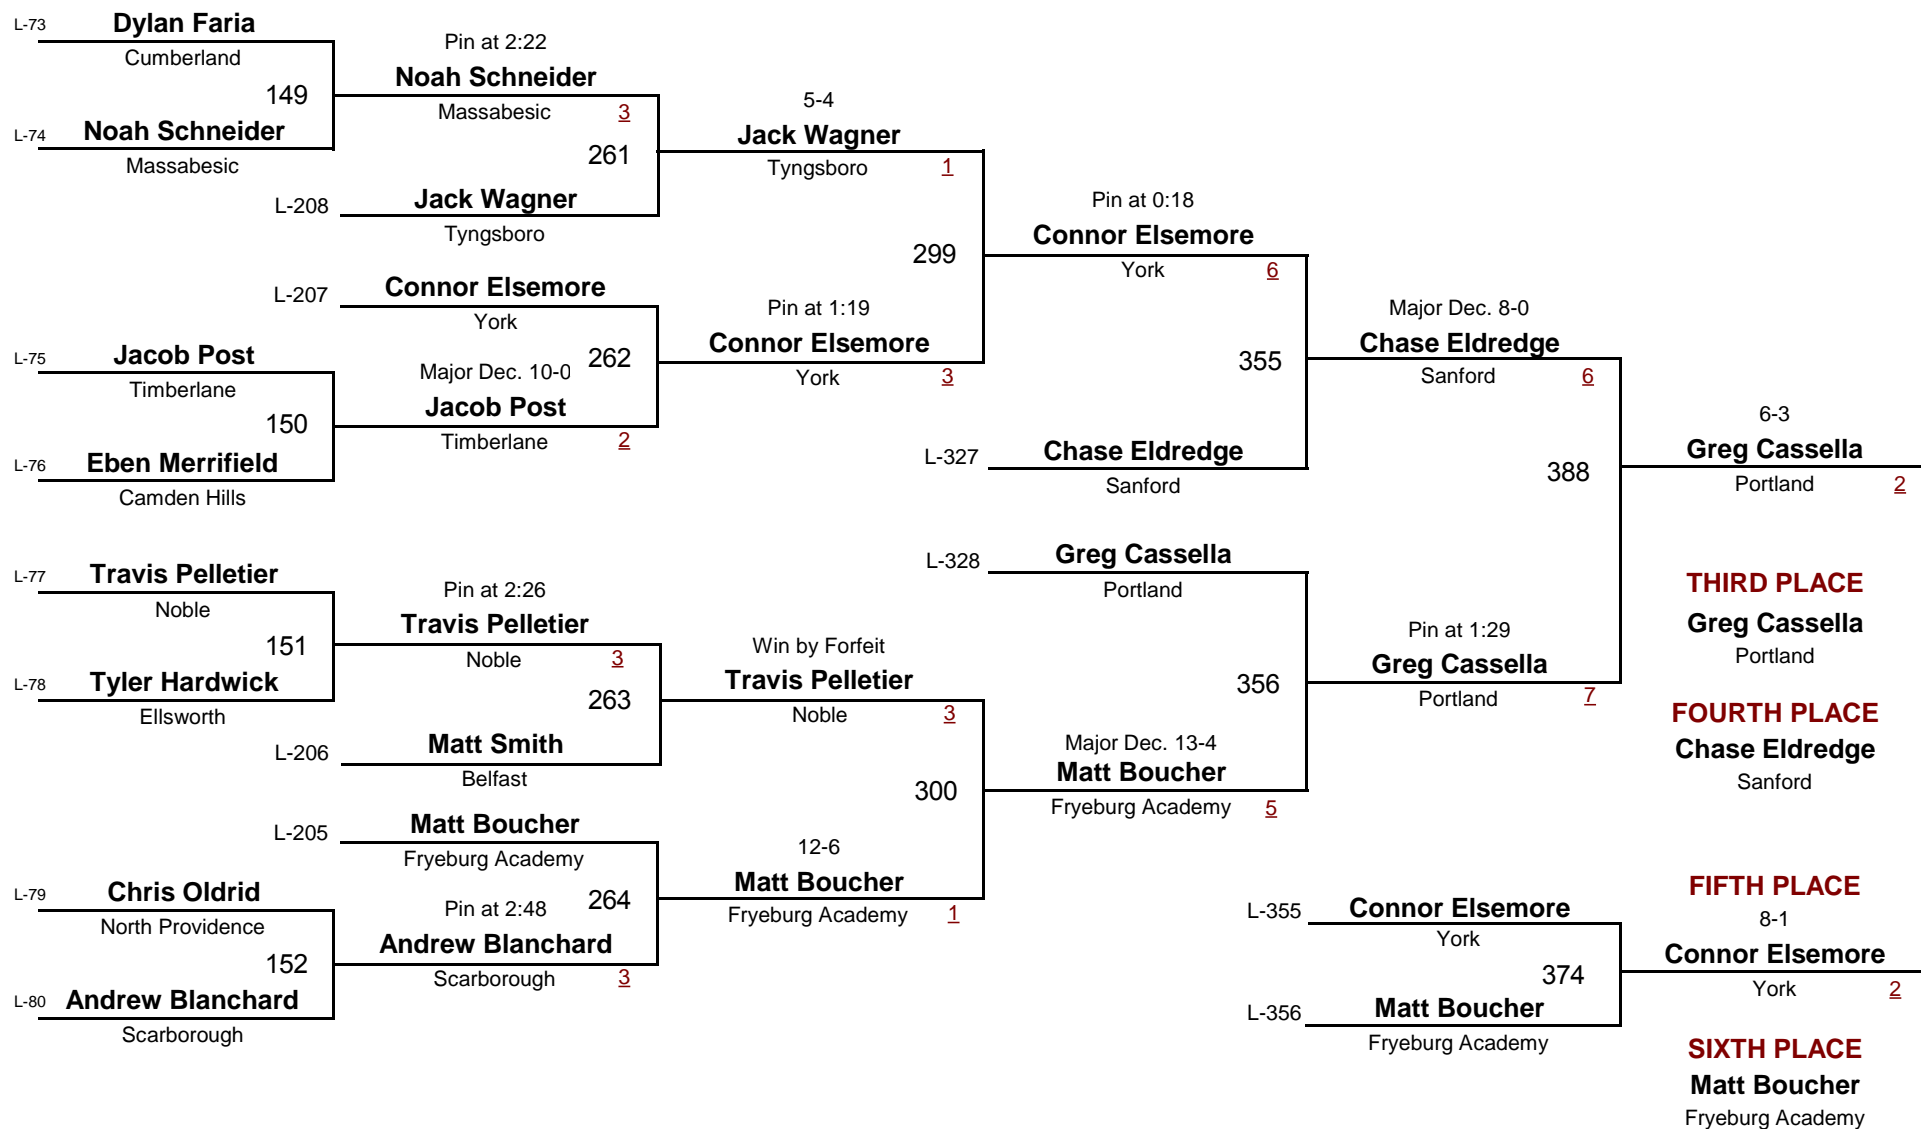 L-73
Dylan Faria
Cumberland
149
L-74
Noah Schneider
Massabesic
Pin at 2:22
Noah Schneider
Massabesic
3
261
L-208
Jack Wagner
Tyngsboro
5-4
Jack Wagner
Tyngsboro
1
299
L-207
Connor Elsemore
York
262
L-75
Jacob Post
Timberlane
150
L-76
Eben Merrifield
Camden Hills
Major Dec. 10-0
Jacob Post
Timberlane
2
Pin at 1:19
Connor Elsemore
York
3
Pin at 0:18
Connor Elsemore
York
6
355
L-327
Chase Eldredge
Sanford
Major Dec. 8-0
Chase Eldredge
Sanford
6
388
6-3
Greg Cassella
Portland
2
L-77
Travis Pelletier
Noble
151
L-78
Tyler Hardwick
Ellsworth
Pin at 2:26
Travis Pelletier
Noble
3
263
L-206
Matt Smith
Belfast
Win by Forfeit
Travis Pelletier
Noble
3
300
L-205
Matt Boucher
Fryeburg Academy
264
L-79
Chris Oldrid
North Providence
152
L-80
Andrew Blanchard
Scarborough
Pin at 2:48
Andrew Blanchard
Scarborough
3
12-6
Matt Boucher
Fryeburg Academy
1
L-328
Greg Cassella
Portland
356
Major Dec. 13-4
Matt Boucher
Fryeburg Academy
5
Pin at 1:29
Greg Cassella
Portland
7
THIRD PLACE
Greg Cassella
Portland
FOURTH PLACE
Chase Eldredge
Sanford
L-355
Connor Elsemore
York
374
L-356
Matt Boucher
Fryeburg Academy
FIFTH PLACE
8-1
Connor Elsemore
York
2
SIXTH PLACE
Matt Boucher
Fryeburg Academy